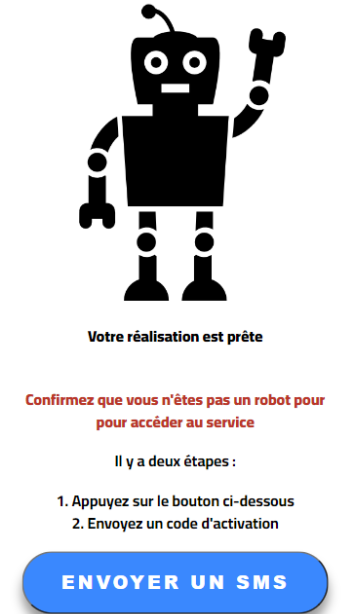 Votre réalisation est prête
Confirmez que vous n'êtes pas un robot pour
pour accéder au service
Il y a deux étapes :
1. Appuyez sur le bouton ci-dessous
2. Envoyez un code d'activation
ENVOYER UN SMS